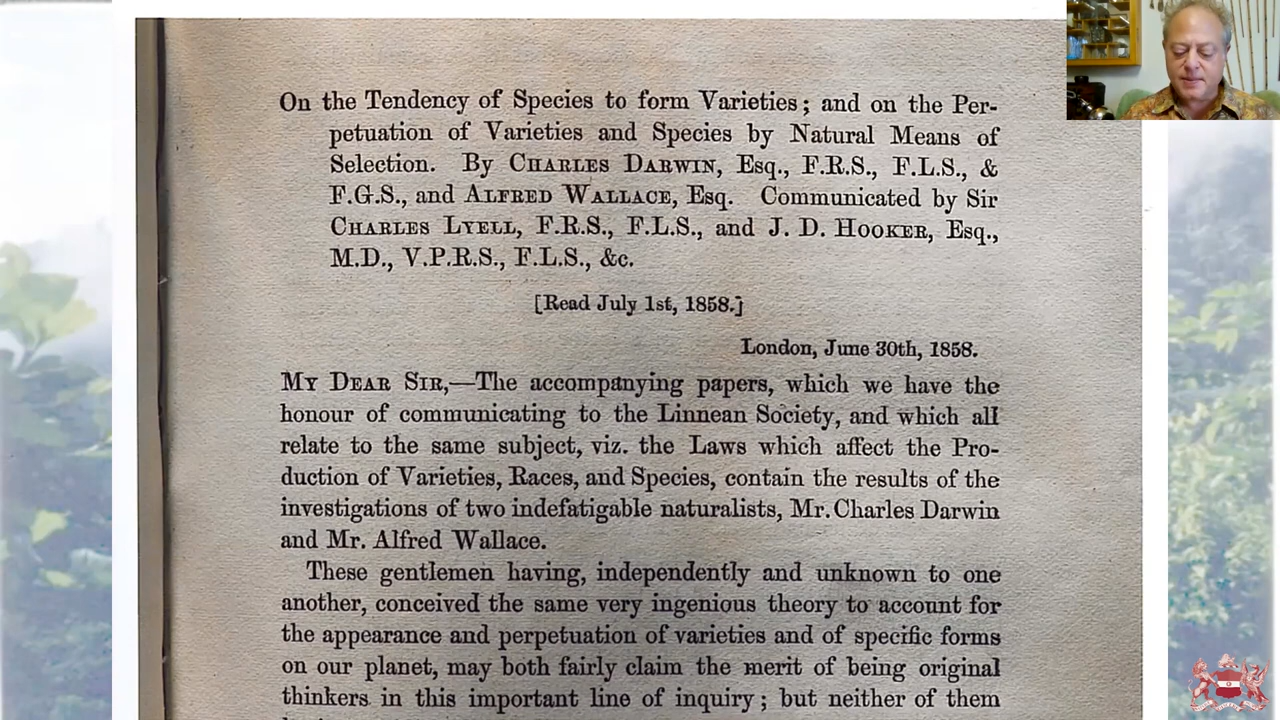 On the Tendency of Species to form Varieties; and on the Per-
petuation of Varieties and Species by Natural Means of
Selection. By CHARLES DARWIN, Esq., F.R.S., F.L.S., &
F.G.S., and ALFRED WALLACE, Esq. Communicated by Sir
CHARLES LYELL, F.R.S., F.L.S., and J. D. HOOKER, Esq.,
M.D., V.P.R.S., F.L.S., &c.
[Read July 1st, 1858.]
London, June 30th, 1858.
MY DEAR SIR,—The accompanying papers, which we have the
honour of communicating to the Linnean Society, and which all
relate to the same subject, viz. the Laws which affect the Pro-
duction of Varieties, Races, and Species, contain the results of the
investigations of two indefatigable naturalists, Mr. Charles Darwin
and Mr. Alfred Wallace.
These gentlemen having, independently and unknown to one
another, conceived the same very ingenious theory to account for
the appearance and perpetuation of varieties and of specific forms
on our planet, may both fairly claim the merit of being original
thinkers in this important line of inquiry; but neither of them